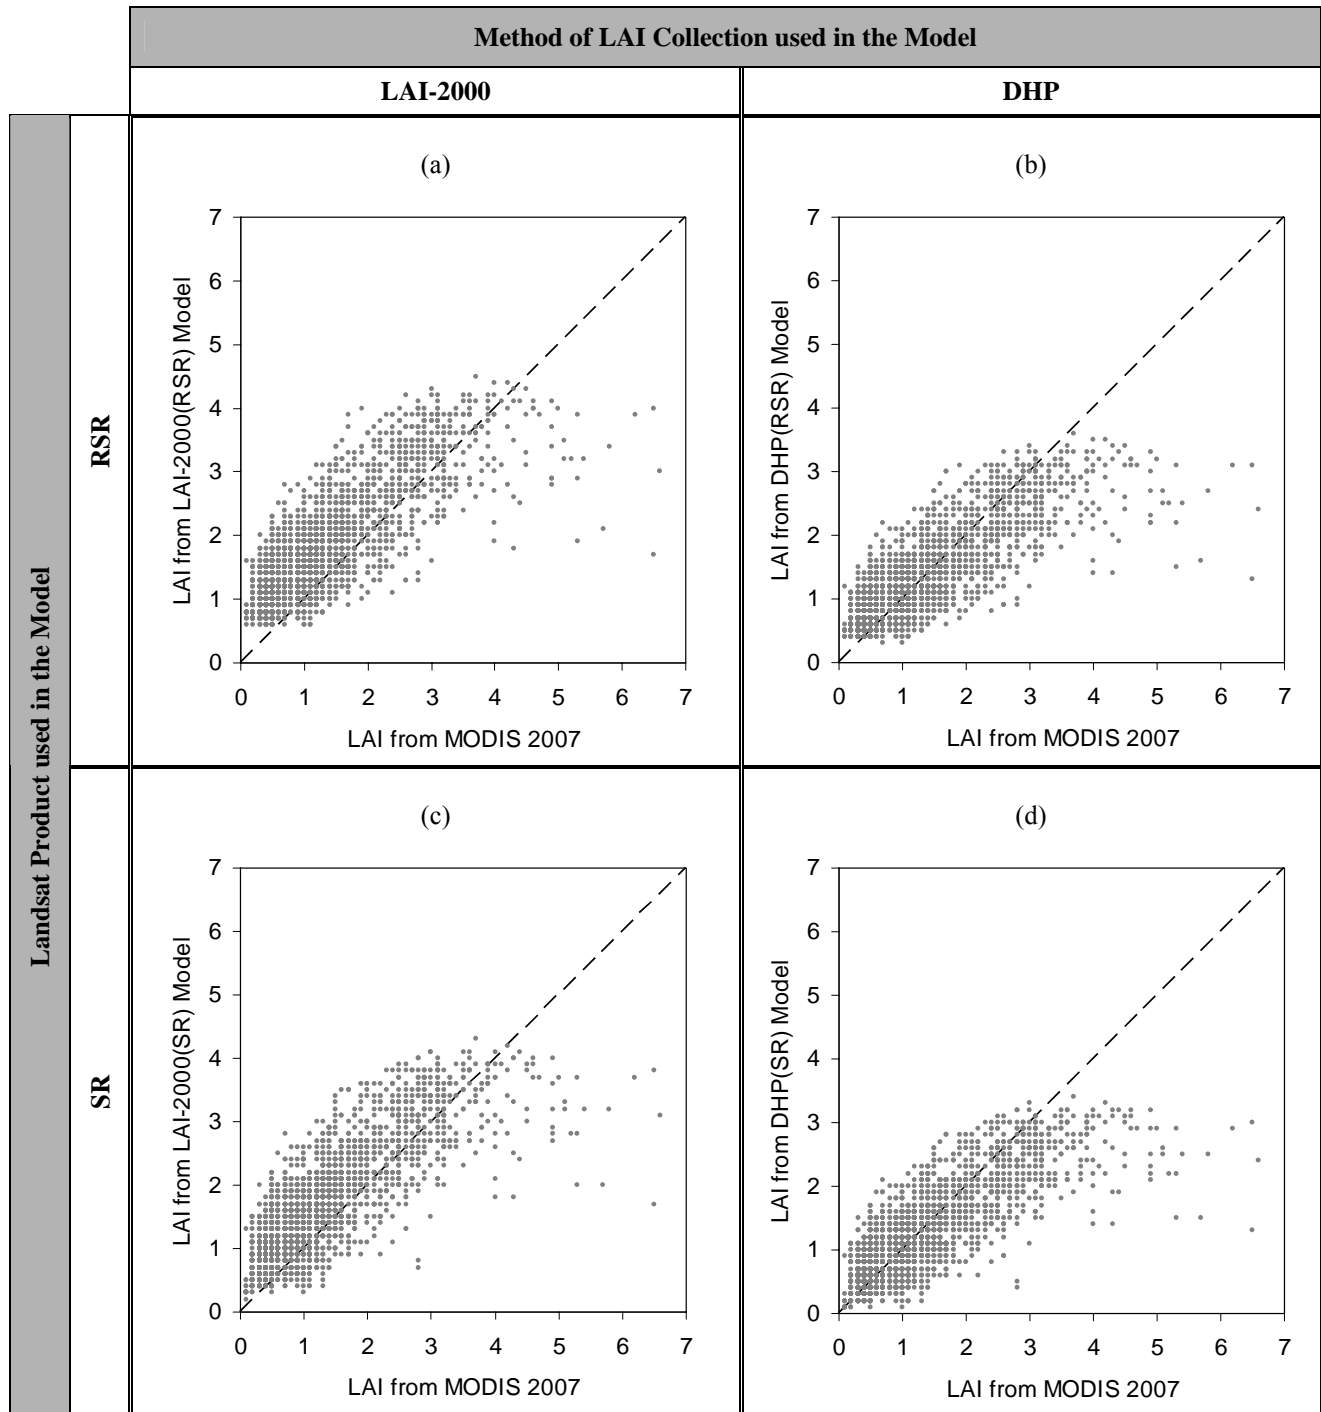 Method of LAI Collection used in the Model
LAI-2000
DHP
Landsat Product used in the Model
RSR
(a)
LAI from LAI-2000(RSR) Model
7
6
5
4
3
2
1
0
0 1 2 3 4 5 6 7
LAI from MODIS 2007
(b)
LAI from DHP(RSR) Model
7
6
5
4
3
2
1
0
0 1 2 3 4 5 6 7
LAI from MODIS 2007
SR
(c)
LAI from LAI-2000(SR) Model
7
6
5
4
3
2
1
0
0 1 2 3 4 5 6 7
LAI from MODIS 2007
(d)
LAI from DHP(SR) Model
7
6
5
4
3
2
1
0
0 1 2 3 4 5 6 7
LAI from MODIS 2007